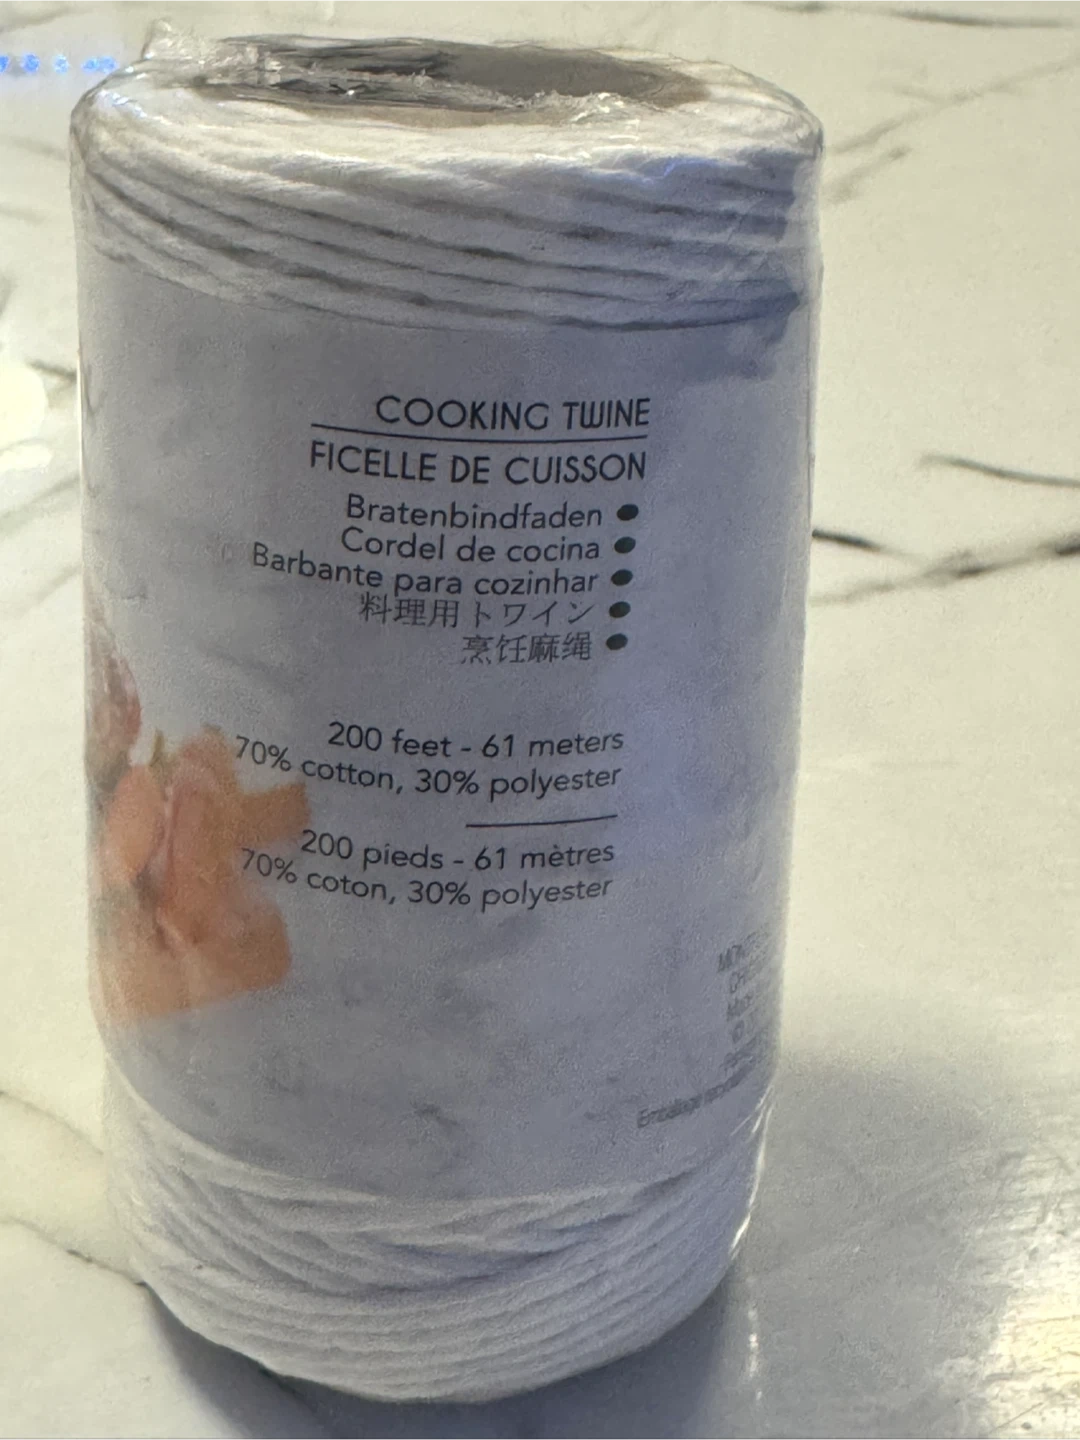 COOKING TWINE
FICELLE DE CUISSON
Bratenbindfaden ●
Cordel de cocina ●
Barbante para cozinhar ●
料理用トワイン ●
烹饪麻绳 ●
200 feet - 61 meters
70% cotton, 30% polyester
200 pieds - 61 mètres
70% coton, 30% polyester
Emballage